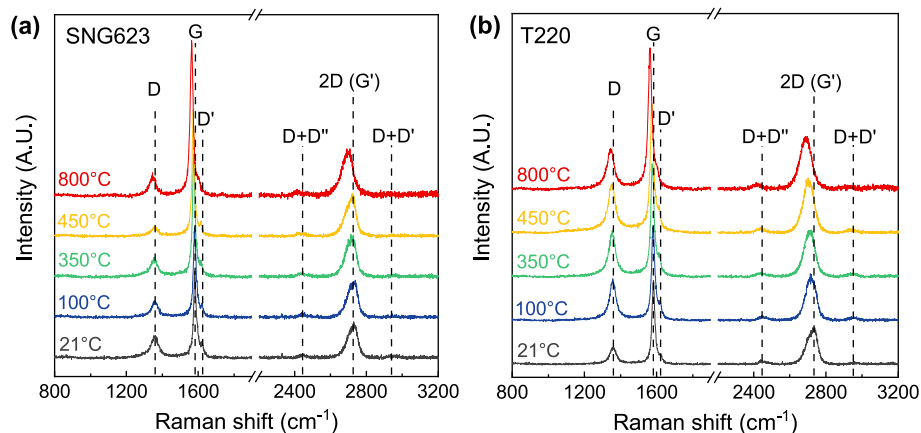 (a)
SNG623
G
D
D'
2D (G')
D+D"
D+D'
800°C
450°C
350°C
100°C
21°C
Intensity (A.U.)
800
1200
1600
2400
2800
3200
Raman shift (cm-1)
(b)
T220
G
D
D'
2D (G')
D+D"
D+D'
800°C
450°C
350°C
100°C
21°C
Intensity (A.U.)
800
1200
1600
2400
2800
3200
Raman shift (cm-1)